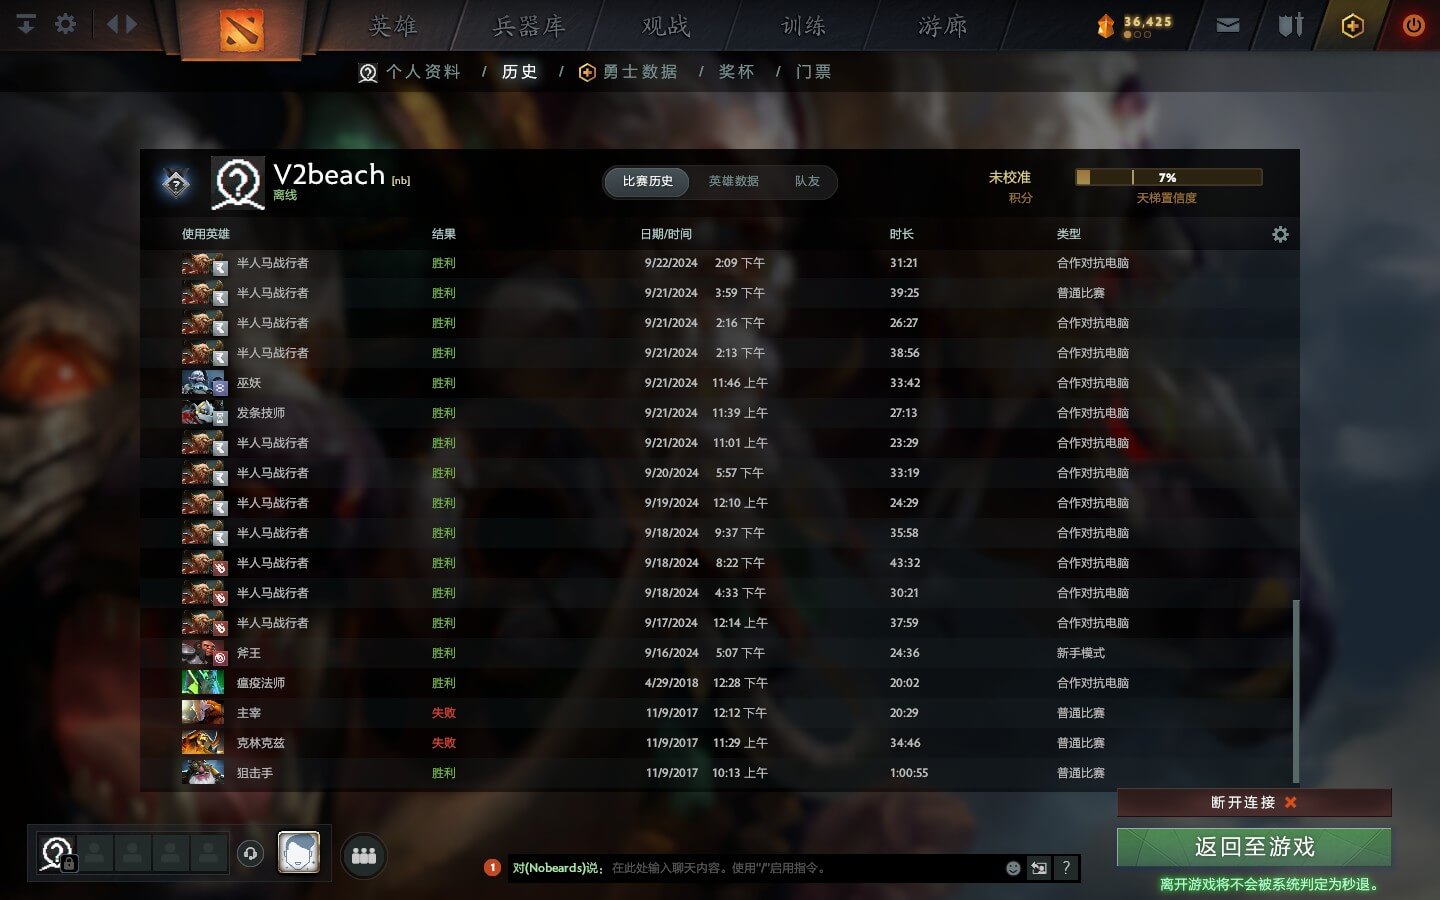 英雄 兵器库 观战 训练 游廊 36,425
个人资料 / 历史 / 勇士数据 / 奖杯 / 门票
V2beach [nb]
离线
比赛历史 英雄数据 队友
未校准
积分
7%
天梯置信度
使用英雄 结果 日期/时间 时长 类型
半人马战行者 胜利 9/22/2024 2:09 下午 31:21 合作对抗电脑
半人马战行者 胜利 9/21/2024 3:59 下午 39:25 普通比赛
半人马战行者 胜利 9/21/2024 2:16 下午 26:27 合作对抗电脑
半人马战行者 胜利 9/21/2024 2:13 下午 38:56 合作对抗电脑
巫妖 胜利 9/21/2024 11:46 上午 33:42 合作对抗电脑
发条技师 胜利 9/21/2024 11:39 上午 27:13 合作对抗电脑
半人马战行者 胜利 9/21/2024 11:01 上午 23:29 合作对抗电脑
半人马战行者 胜利 9/20/2024 5:57 下午 33:19 合作对抗电脑
半人马战行者 胜利 9/19/2024 12:10 上午 24:29 合作对抗电脑
半人马战行者 胜利 9/18/2024 9:37 下午 35:58 合作对抗电脑
半人马战行者 胜利 9/18/2024 8:22 下午 43:32 合作对抗电脑
半人马战行者 胜利 9/18/2024 4:33 下午 30:21 合作对抗电脑
半人马战行者 胜利 9/17/2024 12:14 上午 37:59 合作对抗电脑
斧王 胜利 9/16/2024 5:07 下午 24:36 新手模式
瘟疫法师 胜利 4/29/2018 12:28 下午 20:02 合作对抗电脑
主宰 失败 11/9/2017 12:12 下午 20:29 普通比赛
克林克兹 失败 11/9/2017 11:29 上午 34:46 普通比赛
狙击手 胜利 11/9/2017 10:13 上午 1:00:55 普通比赛
断开连接
返回至游戏
离开游戏将不会被系统判定为秒退。
1 对(Nobeards)说： 在此处输入聊天内容。使用“/”启用指令。 ?